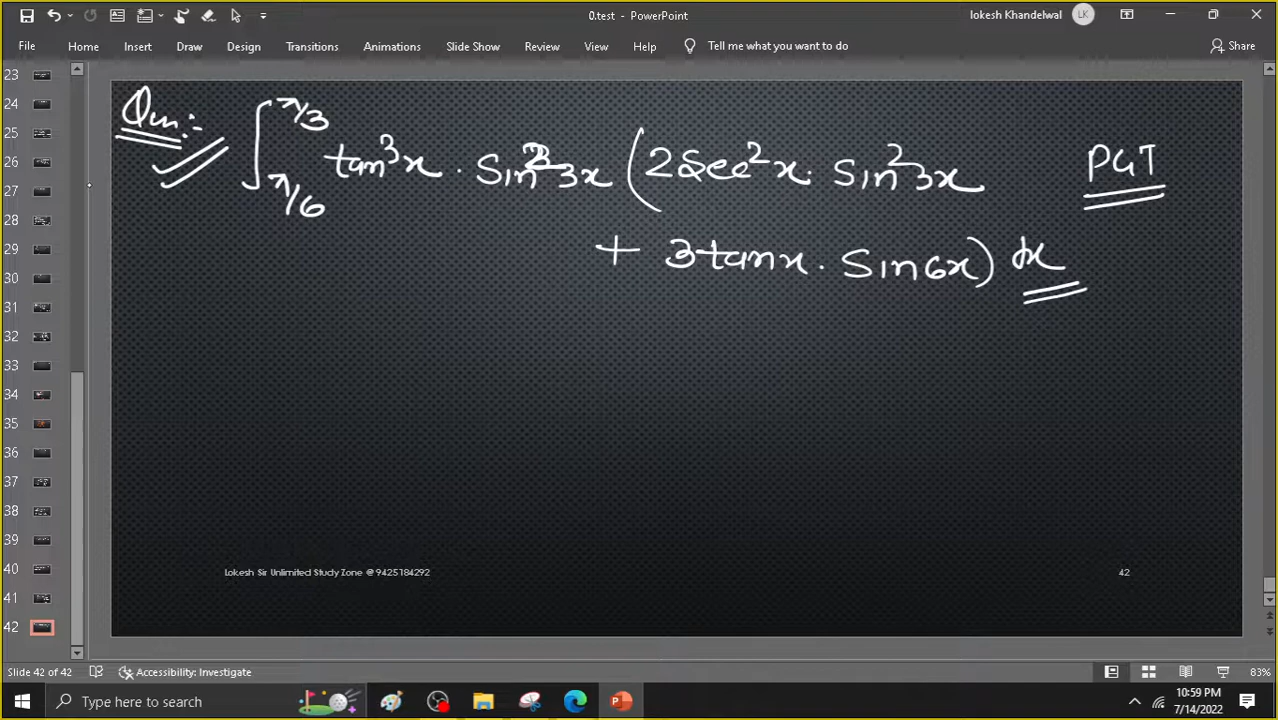 0.test - PowerPoint
lokesh Khandelwal LK
File Home Insert Draw Design Transitions Animations Slide Show Review View Help Tell me what you want to do Share
23
24
25
26
27
28
29
30
31
32
33
34
35
36
37
38
39
40
41
42
Qn:- ∫ π/3 π/6 tan³x · sin²3x (2sec²x · sin²3x PGT
+ 3tanx · sin6x) dx
Lokesh Sir Unlimited Study Zone @ 9425184292 42
Slide 42 of 42 Accessibility: Investigate 83%
Type here to search 10:59 PM
7/14/2022